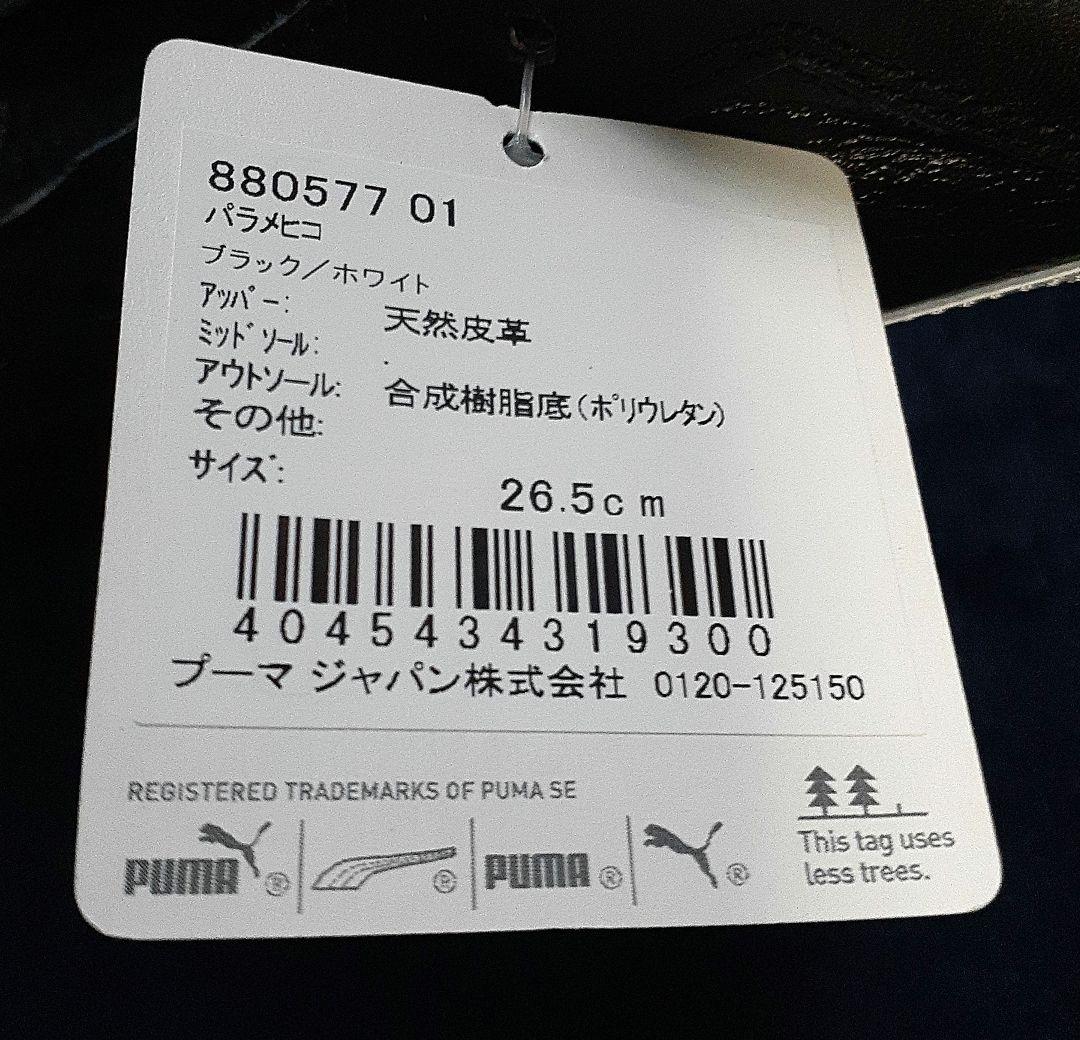 880577 01
パラメヒコ
ブラック／ホワイト
ｱｯﾊﾟｰ: 天然皮革
ﾐｯﾄﾞｿｰﾙ: .
アウトソール: 合成樹脂底(ﾎﾟﾘｳﾚﾀﾝ)
その他:
サイズ:
26.5cm
4045434319300
プーマ ジャパン株式会社 0120-125150
REGISTERED TRADEMARKS OF PUMA SE
PUMA ® ® PUMA ® ®
This tag uses
less trees.